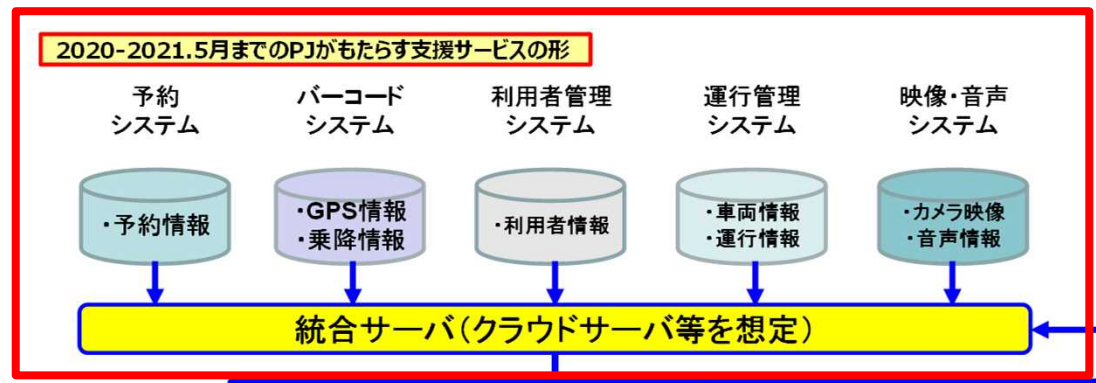 2020-2021.5月までのPJがもたらす支援サービスの形
予約
システム
バーコード
システム
利用者管理
システム
運行管理
システム
映像・音声
システム
・予約情報
・GPS情報
・乗降情報
・利用者情報
・車両情報
・運行情報
・カメラ映像
・音声情報
統合サーバ（クラウドサーバ等を想定）